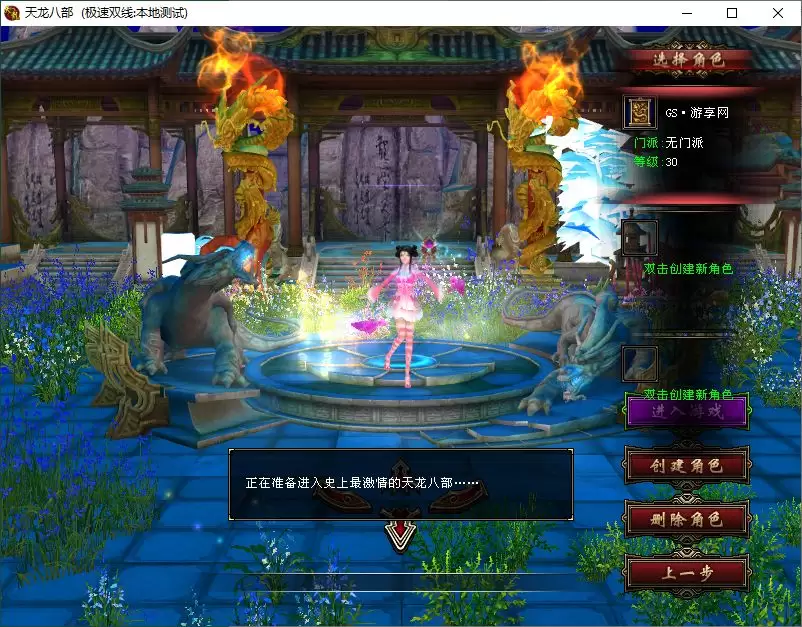 天龙八部 (极速双线:本地测试)
选择角色
GS·游享网
门派:无门派
等级:30
双击创建新角色
双击创建新角色
进入游戏
正在准备进入史上最激情的天龙八部……
创建角色
删除角色
上一步